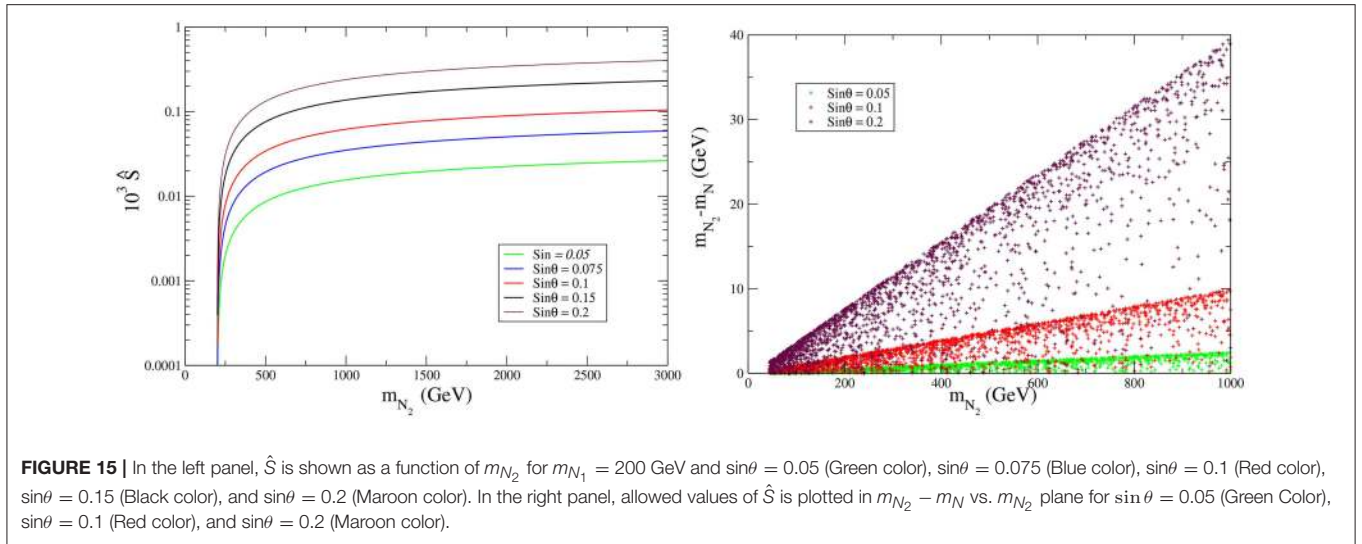 1
0.1
0.01
0.001
0.0001
10³ Ŝ
0 500 1000 1500 2000 2500 3000
m_N₂ (GeV)
Sin = 0.05
Sinθ = 0.075
Sinθ = 0.1
Sinθ = 0.15
Sinθ = 0.2
40
30
20
10
0
m_N₂-m_N (GeV)
0 200 400 600 800 1000
m_N₂ (GeV)
Sinθ = 0.05
Sinθ = 0.1
Sinθ = 0.2
FIGURE 15 | In the left panel, Ŝ is shown as a function of m_N₂ for m_N₁ = 200 GeV and sinθ = 0.05 (Green color), sinθ = 0.075 (Blue color), sinθ = 0.1 (Red color),
sinθ = 0.15 (Black color), and sinθ = 0.2 (Maroon color). In the right panel, allowed values of Ŝ is plotted in m_N₂ − m_N vs. m_N₂ plane for sin θ = 0.05 (Green Color),
sinθ = 0.1 (Red color), and sinθ = 0.2 (Maroon color).